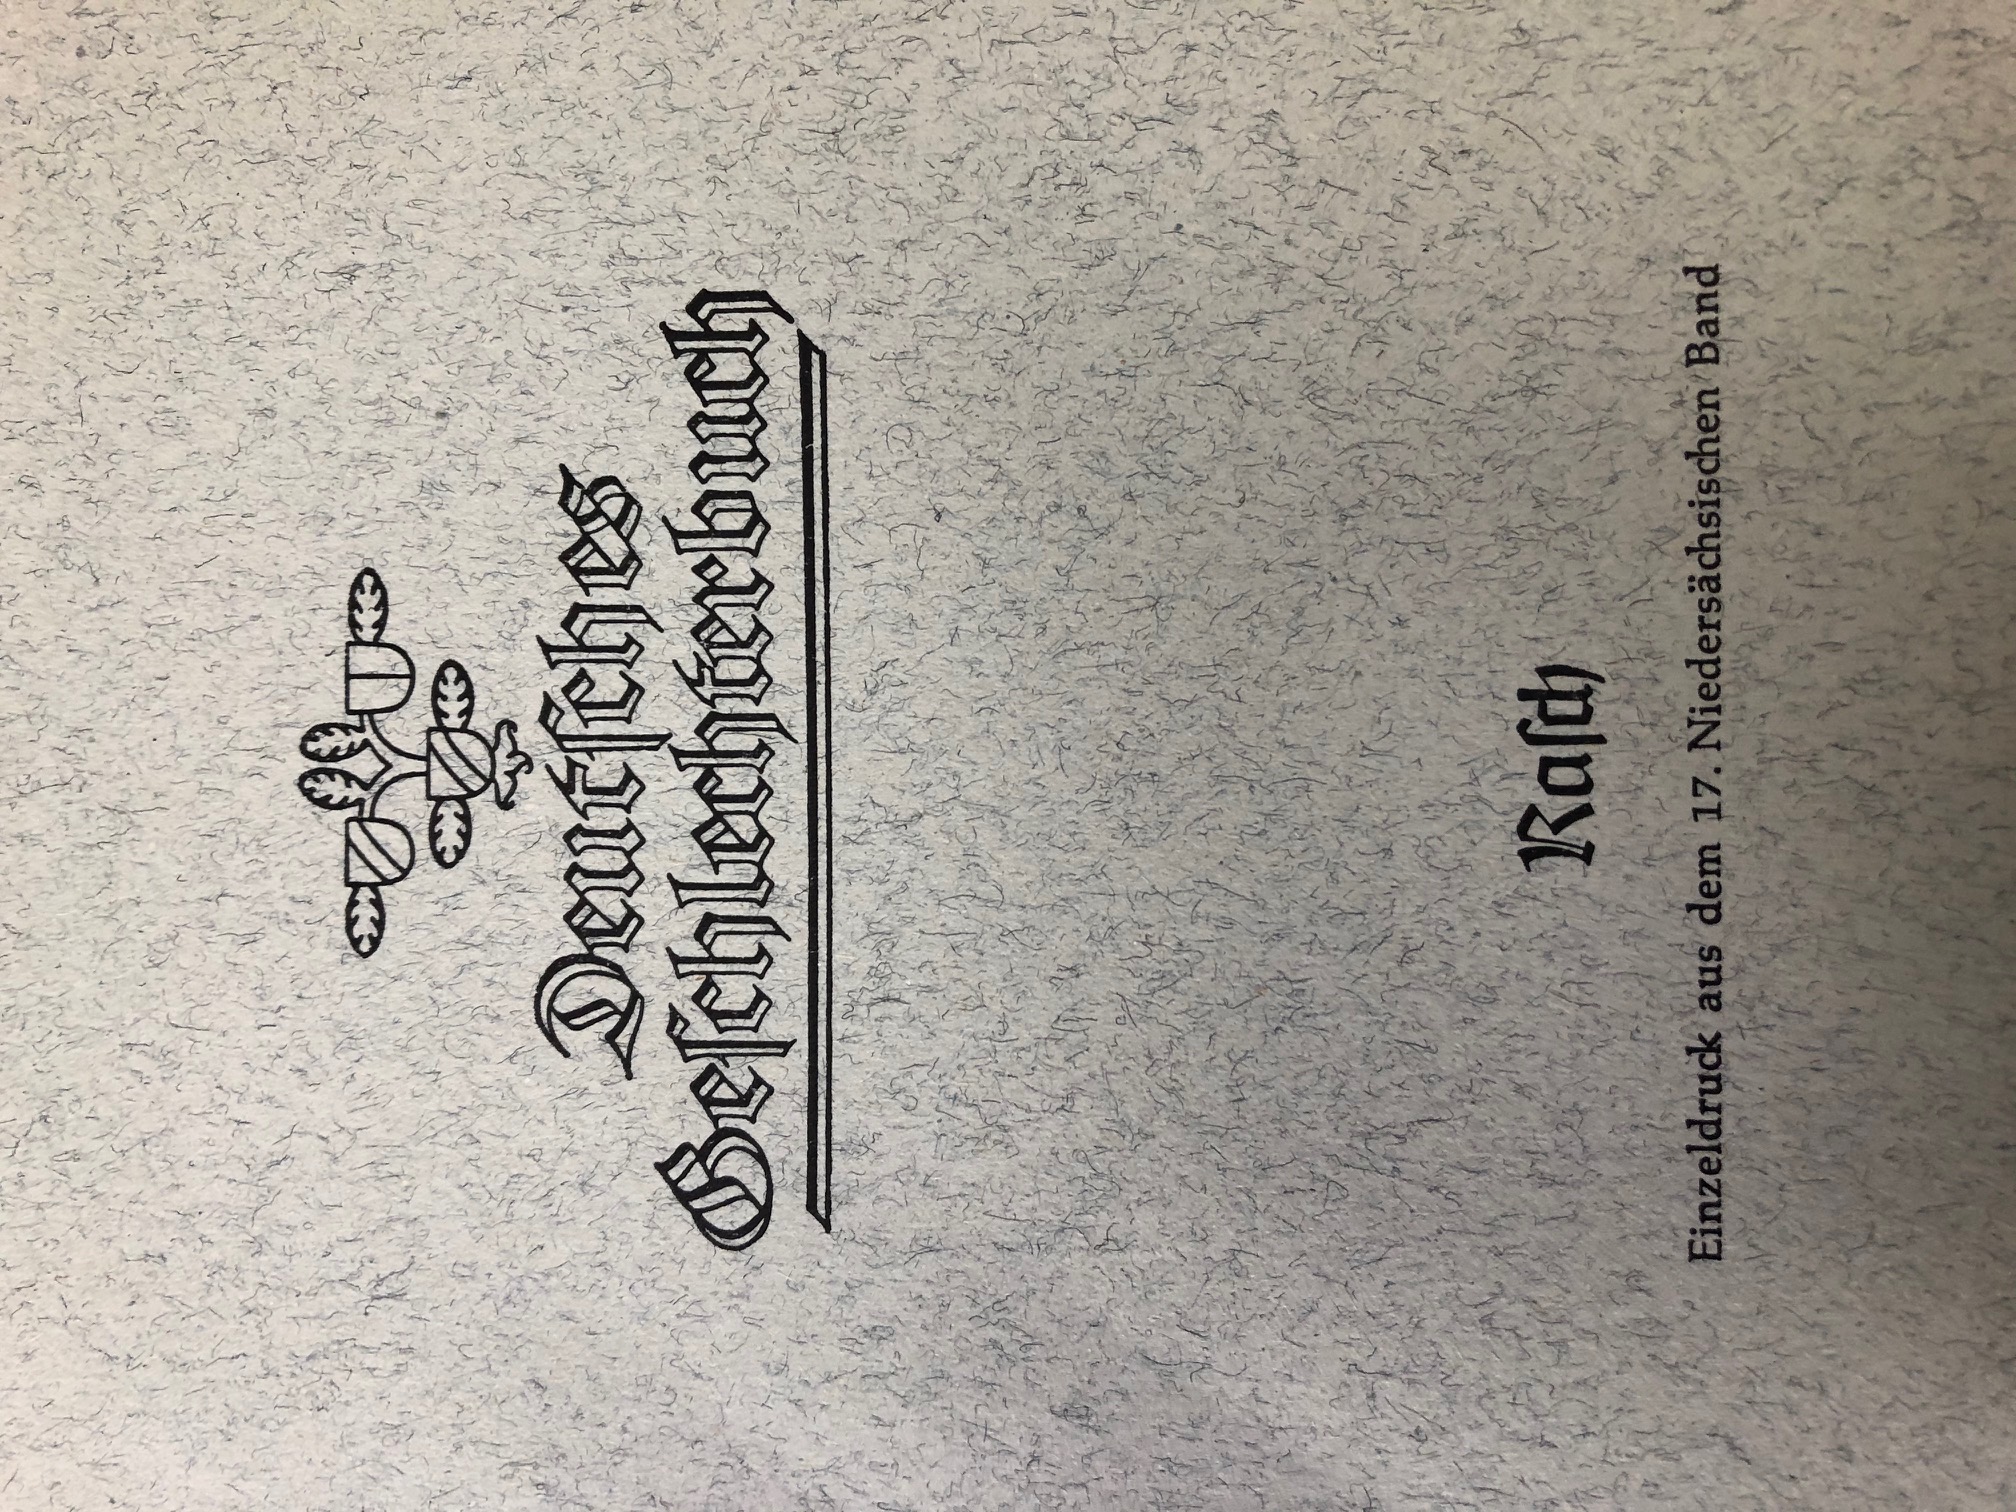 Deutſches
Geſchlechterbuch
Raſch
Einzeldruck aus dem 17. Niedersächsischen Band